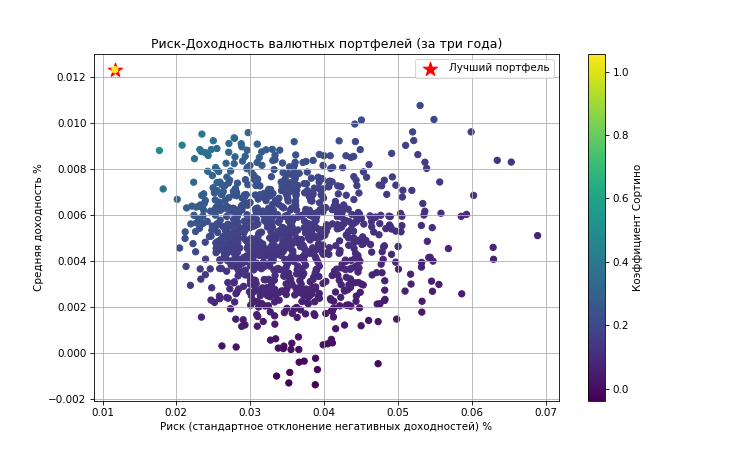 Риск-Доходность валютных портфелей (за три года)
Лучший портфель
0.012
0.010
0.008
0.006
0.004
0.002
0.000
−0.002
Средняя доходность %
0.01 0.02 0.03 0.04 0.05 0.06 0.07
Риск (стандартное отклонение негативных доходностей) %
1.0
0.8
0.6
0.4
0.2
0.0
Коэффициент Сортино